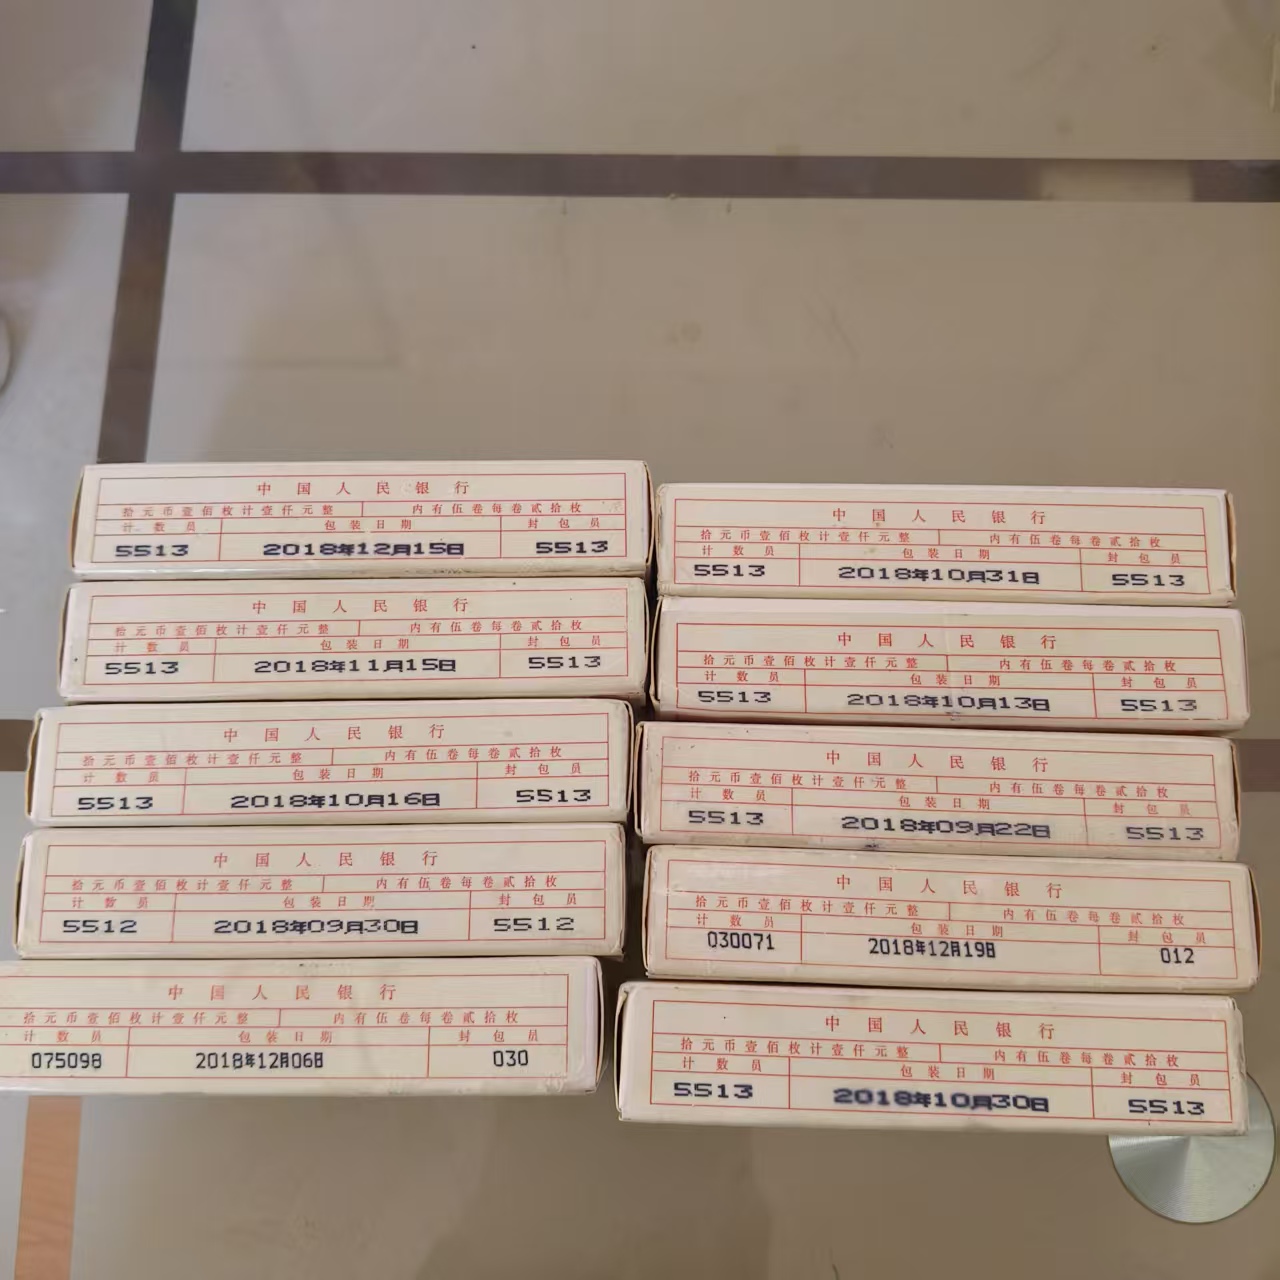 中国人民银行
拾元币壹佰枚计壹仟元整 内有伍卷每卷贰拾枚
计数员 包装日期 封包员
5513 2018年12月15日 5513
中国人民银行
拾元币壹佰枚计壹仟元整 内有伍卷每卷贰拾枚
计数员 包装日期 封包员
5513 2018年11月15日 5513
中国人民银行
拾元币壹佰枚计壹仟元整 内有伍卷每卷贰拾枚
计数员 包装日期 封包员
5513 2018年10月16日 5513
中国人民银行
拾元币壹佰枚计壹仟元整 内有伍卷每卷贰拾枚
计数员 包装日期 封包员
5512 2018年09月30日 5512
中国人民银行
拾元币壹佰枚计壹仟元整 内有伍卷每卷贰拾枚
计数员 包装日期 封包员
075098 2018年12月06日 030
中国人民银行
拾元币壹佰枚计壹仟元整 内有伍卷每卷贰拾枚
计数员 包装日期 封包员
5513 2018年10月31日 5513
中国人民银行
拾元币壹佰枚计壹仟元整 内有伍卷每卷贰拾枚
计数员 包装日期 封包员
5513 2018年10月13日 5513
中国人民银行
拾元币壹佰枚计壹仟元整 内有伍卷每卷贰拾枚
计数员 包装日期 封包员
5513 2018年09月22日 5513
中国人民银行
拾元币壹佰枚计壹仟元整 内有伍卷每卷贰拾枚
计数员 包装日期 封包员
030071 2018年12月19日 012
中国人民银行
拾元币壹佰枚计壹仟元整 内有伍卷每卷贰拾枚
计数员 包装日期 封包员
5513 2018年10月30日 5513